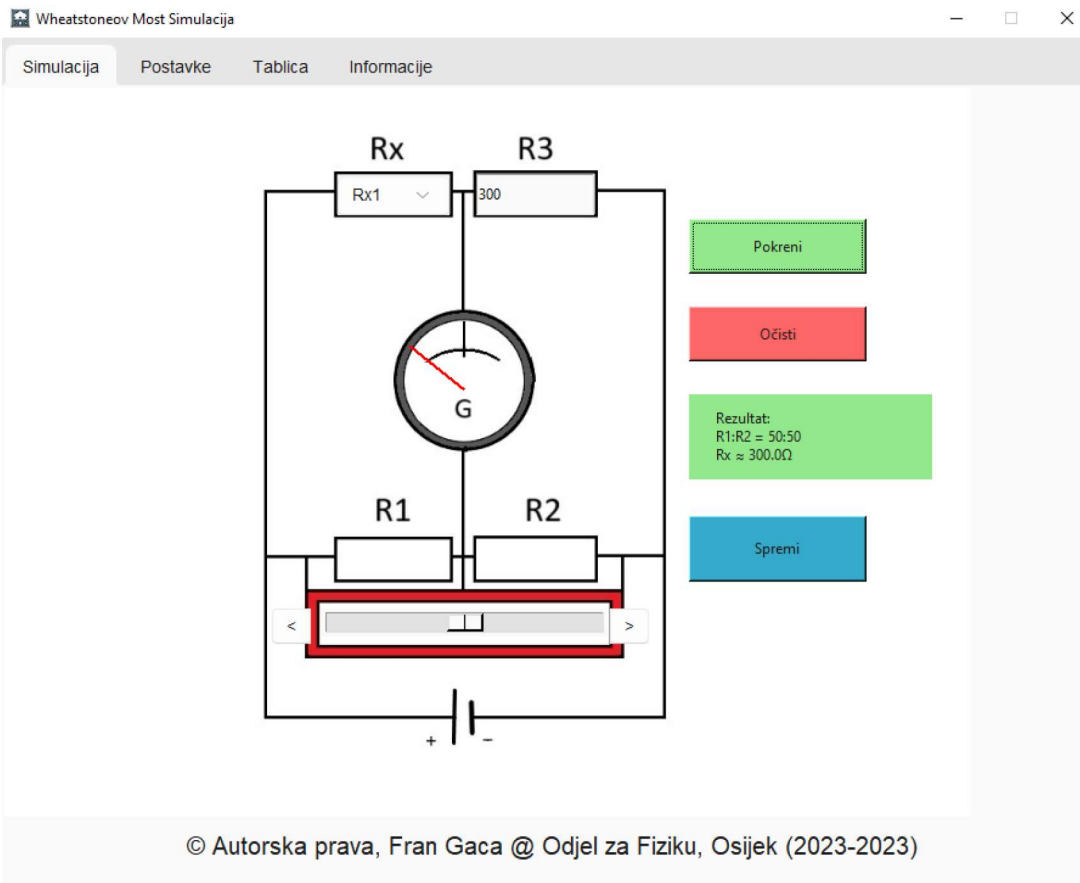 Wheatstoneov Most Simulacija
Simulacija Postavke Tablica Informacije
Rx R3
Rx1 300
Pokreni
Očisti
G
Rezultat:
R1:R2 = 50:50
Rx ≈ 300.0Ω
R1 R2
Spremi
< >
+ −
© Autorska prava, Fran Gaca @ Odjel za Fiziku, Osijek (2023-2023)